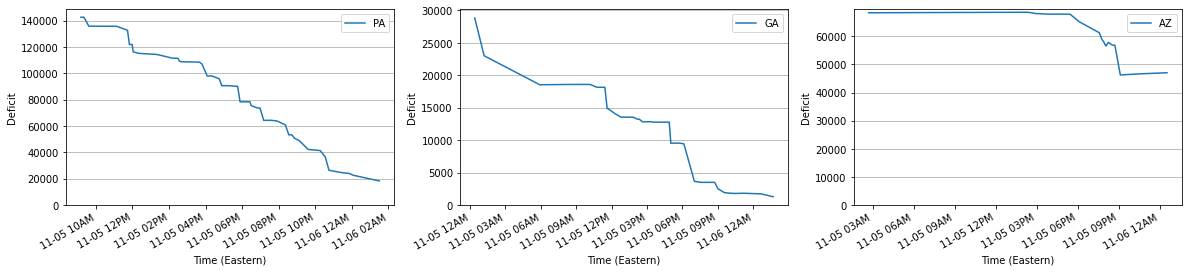 140000
120000
100000
80000
60000
40000
20000
0
Deficit
PA
11-05 10AM
11-05 12PM
11-05 02PM
11-05 04PM
11-05 06PM
11-05 08PM
11-05 10PM
11-06 12AM
11-06 02AM
Time (Eastern)
30000
25000
20000
15000
10000
5000
0
Deficit
GA
11-05 12AM
11-05 03AM
11-05 06AM
11-05 09AM
11-05 12PM
11-05 03PM
11-05 06PM
11-05 09PM
11-06 12AM
Time (Eastern)
60000
50000
40000
30000
20000
10000
0
Deficit
AZ
11-05 03AM
11-05 06AM
11-05 09AM
11-05 12PM
11-05 03PM
11-05 06PM
11-05 09PM
11-06 12AM
Time (Eastern)